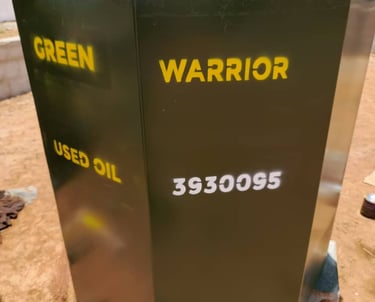 GREEN
WARRIOR
USED OIL
3930095